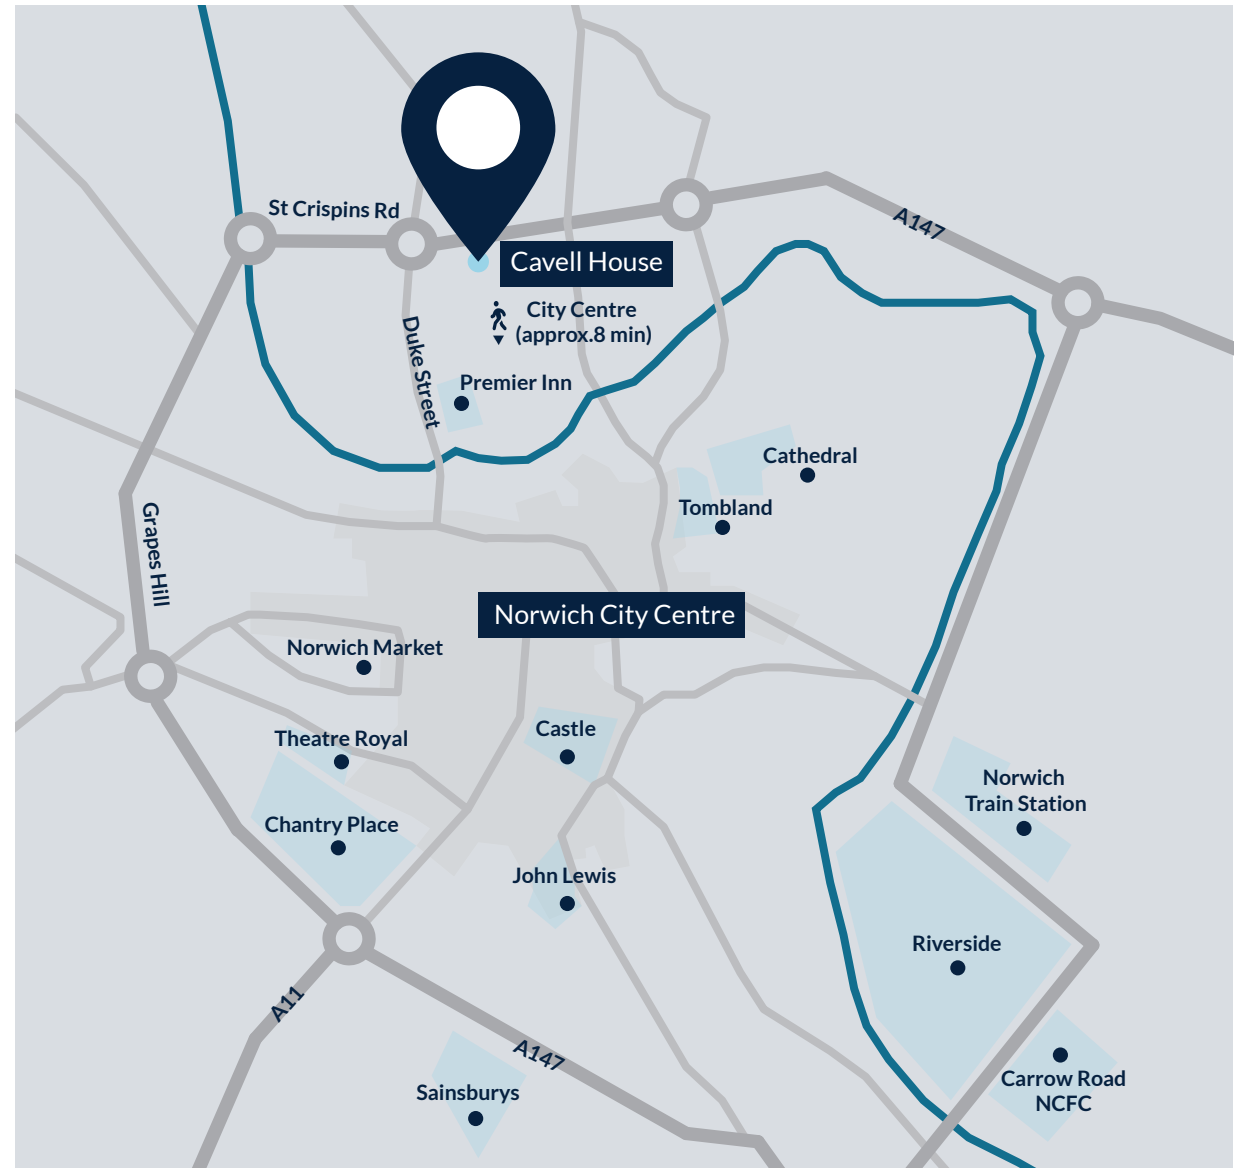 St Crispins Rd
A147
Cavell House
City Centre
(approx.8 min)
Duke Street
Premier Inn
Cathedral
Tombland
Grapes Hill
Norwich City Centre
Norwich Market
Castle
Theatre Royal
Norwich
Train Station
Chantry Place
John Lewis
Riverside
A11
A147
Carrow Road
NCFC
Sainsburys